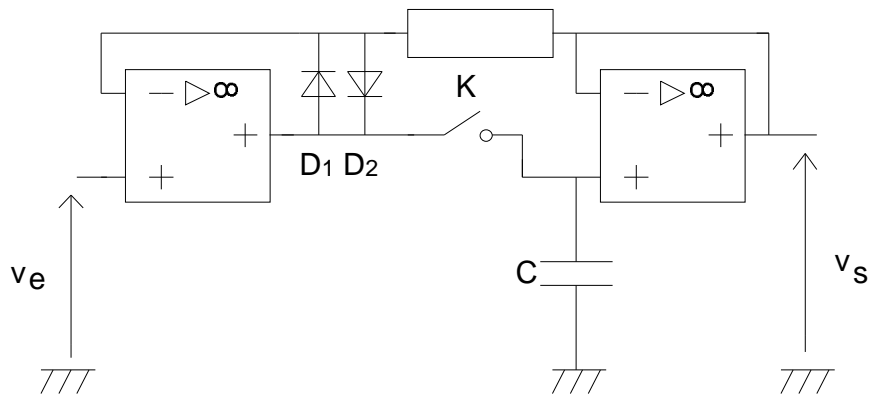 − ▷ ∞
+
+
D1 D2
K
− ▷ ∞
+
+
C
ve
vs